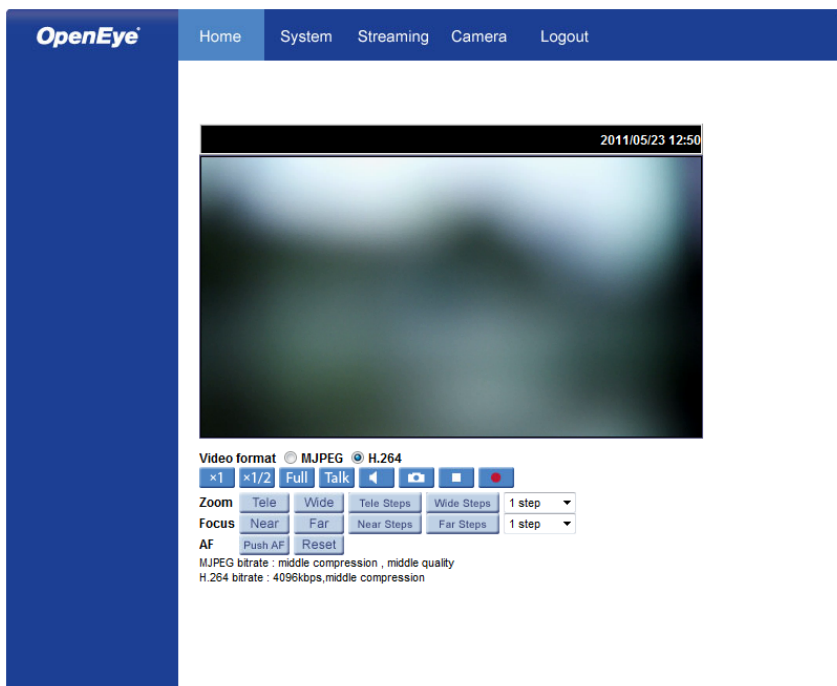 OpenEye Home System Streaming Camera Logout
2011/05/23 12:50
Video format MJPEG H.264
×1 ×1/2 Full Talk
Zoom Tele Wide Tele Steps Wide Steps 1 step
Focus Near Far Near Steps Far Steps 1 step
AF Push AF Reset
MJPEG bitrate : middle compression , middle quality
H.264 bitrate : 4096kbps,middle compression